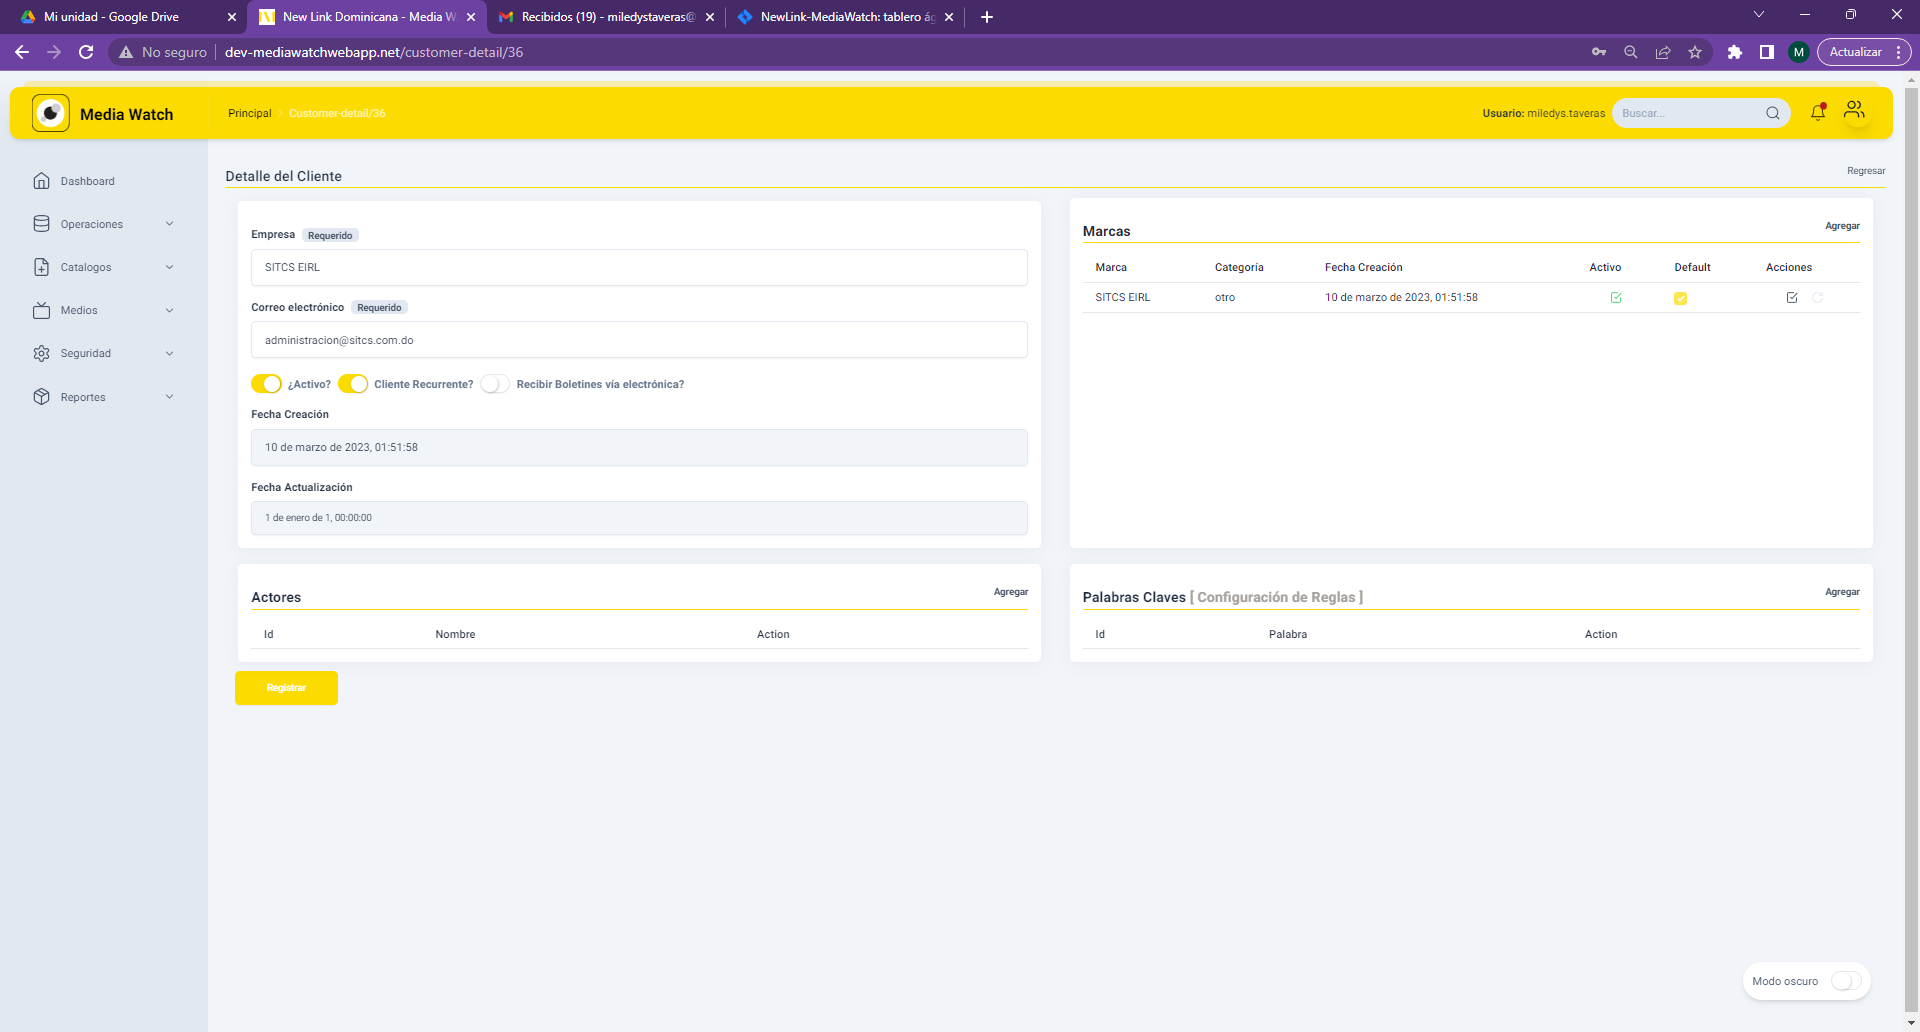 Mi unidad - Google Drive
New Link Dominicana - Media W
Recibidos (19) - miledystaveras@
NewLink-MediaWatch: tablero ág
No seguro
dev-mediawatchwebapp.net/customer-detail/36
M
Actualizar
Media Watch
Principal
Customer-detail/36
Usuario: miledys.taveras
Buscar...
Dashboard
Operaciones
Catalogos
Medios
Seguridad
Reportes
Detalle del Cliente
Regresar
Empresa Requerido
SITCS EIRL
Correo electrónico Requerido
administracion@sitcs.com.do
¿Activo? Cliente Recurrente? Recibir Boletines vía electrónica?
Fecha Creación
10 de marzo de 2023, 01:51:58
Fecha Actualización
1 de enero de 1, 00:00:00
Marcas
Agregar
Marca Categoría Fecha Creación Activo Default Acciones
SITCS EIRL otro 10 de marzo de 2023, 01:51:58
Actores
Agregar
Id Nombre Action
Palabras Claves [ Configuración de Reglas ]
Agregar
Id Palabra Action
Registrar
Modo oscuro